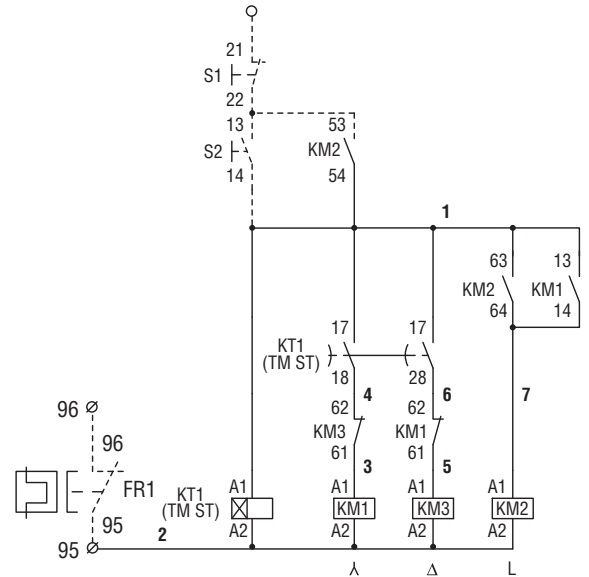 21
S1
22
13 53
S2 KM2
14 54
1
63 13
KM2 KM1
64 14
17 17
KT1
(TM ST)
18 28
4 6 7
96 62 62
96 KM3 KM1
61 61
3 5
FR1 KT1
(TM ST)
A1 A1 A1 A1
KM1 KM3 KM2
95 2 A2 A2 A2 A2
95
Y Δ L